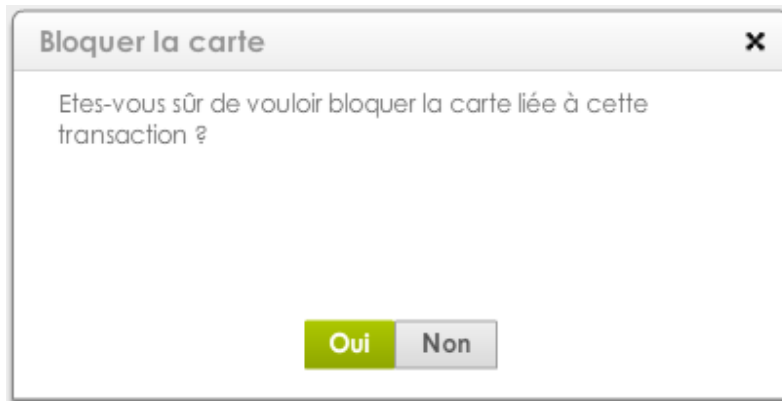 Bloquer la carte
Etes-vous sûr de vouloir bloquer la carte liée à cette
transaction ?
Oui Non